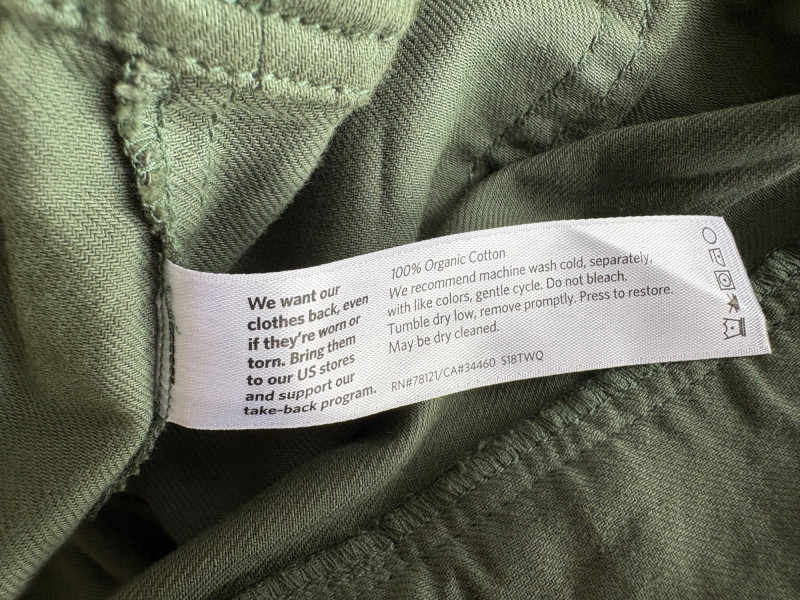 We want our
clothes back, even
if they're worn or
torn. Bring them
to our US stores
and support our
take-back program.
100% Organic Cotton
We recommend machine wash cold, separately,
with like colors, gentle cycle. Do not bleach.
Tumble dry low, remove promptly. Press to restore.
May be dry cleaned.
RN#78121/CA#34460 S18TWQ